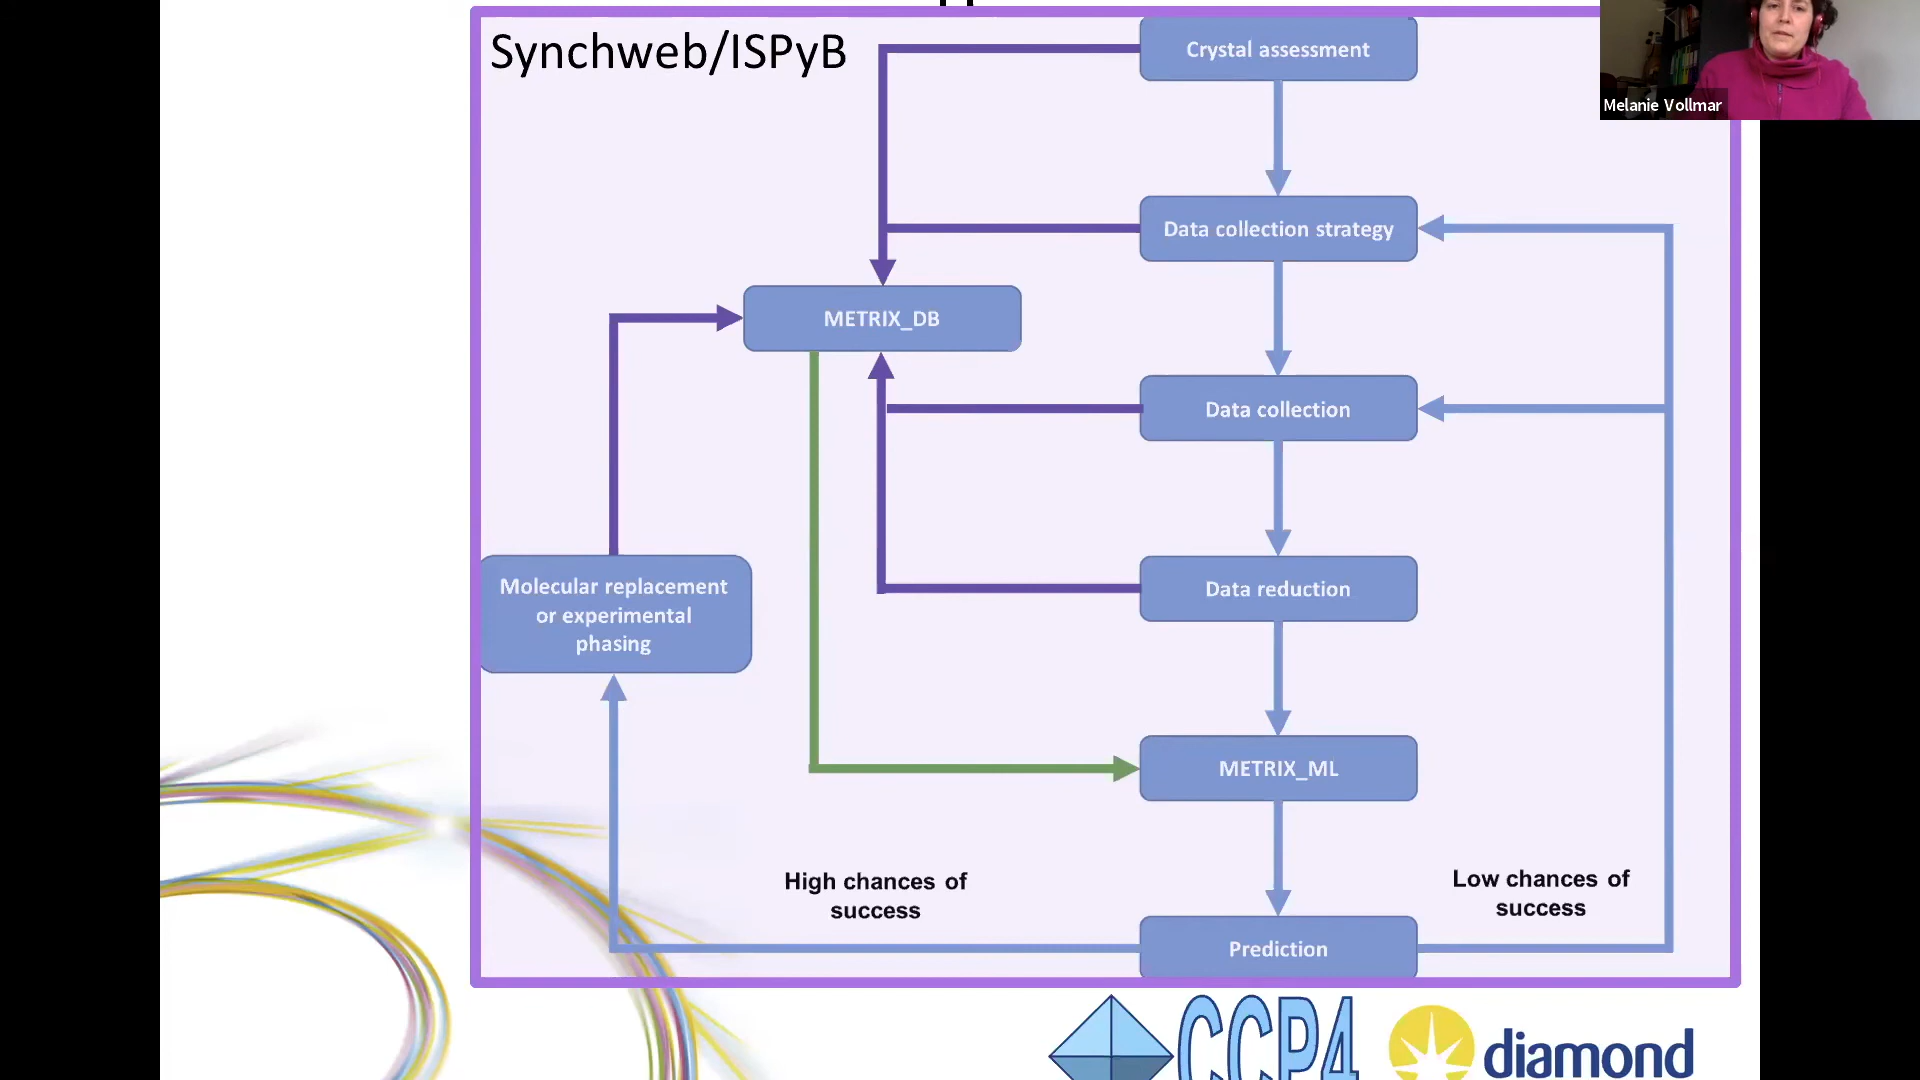 Synchweb/ISPyB
Crystal assessment
Melanie Vollmar
Data collection strategy
METRIX_DB
Data collection
Molecular replacement
or experimental
phasing
Data reduction
METRIX_ML
High chances of
success
Low chances of
success
Prediction
CCP4
diamond